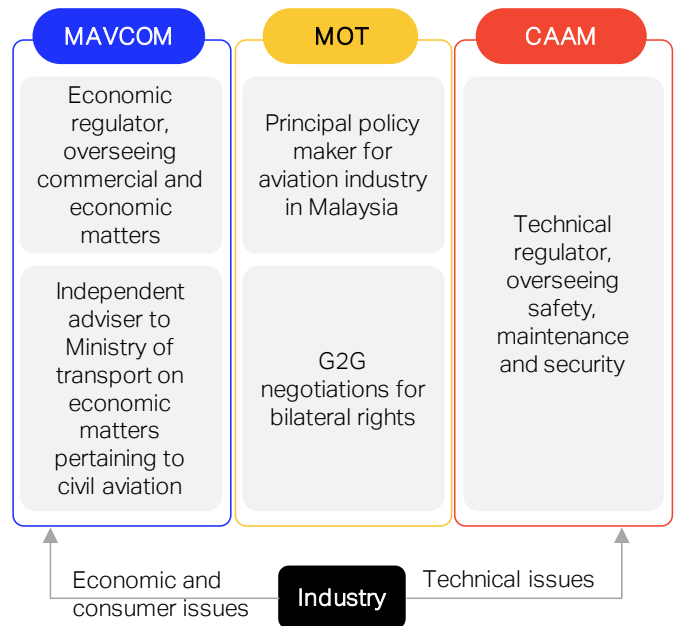 MAVCOM
Economic
regulator,
overseeing
commercial and
economic
matters
Independent
adviser to
Ministry of
transport on
economic
matters
pertaining to
civil aviation
MOT
Principal policy
maker for
aviation industry
in Malaysia
G2G
negotiations for
bilateral rights
CAAM
Technical
regulator,
overseeing
safety,
maintenance
and security
Economic and
consumer issues
Industry
Technical issues